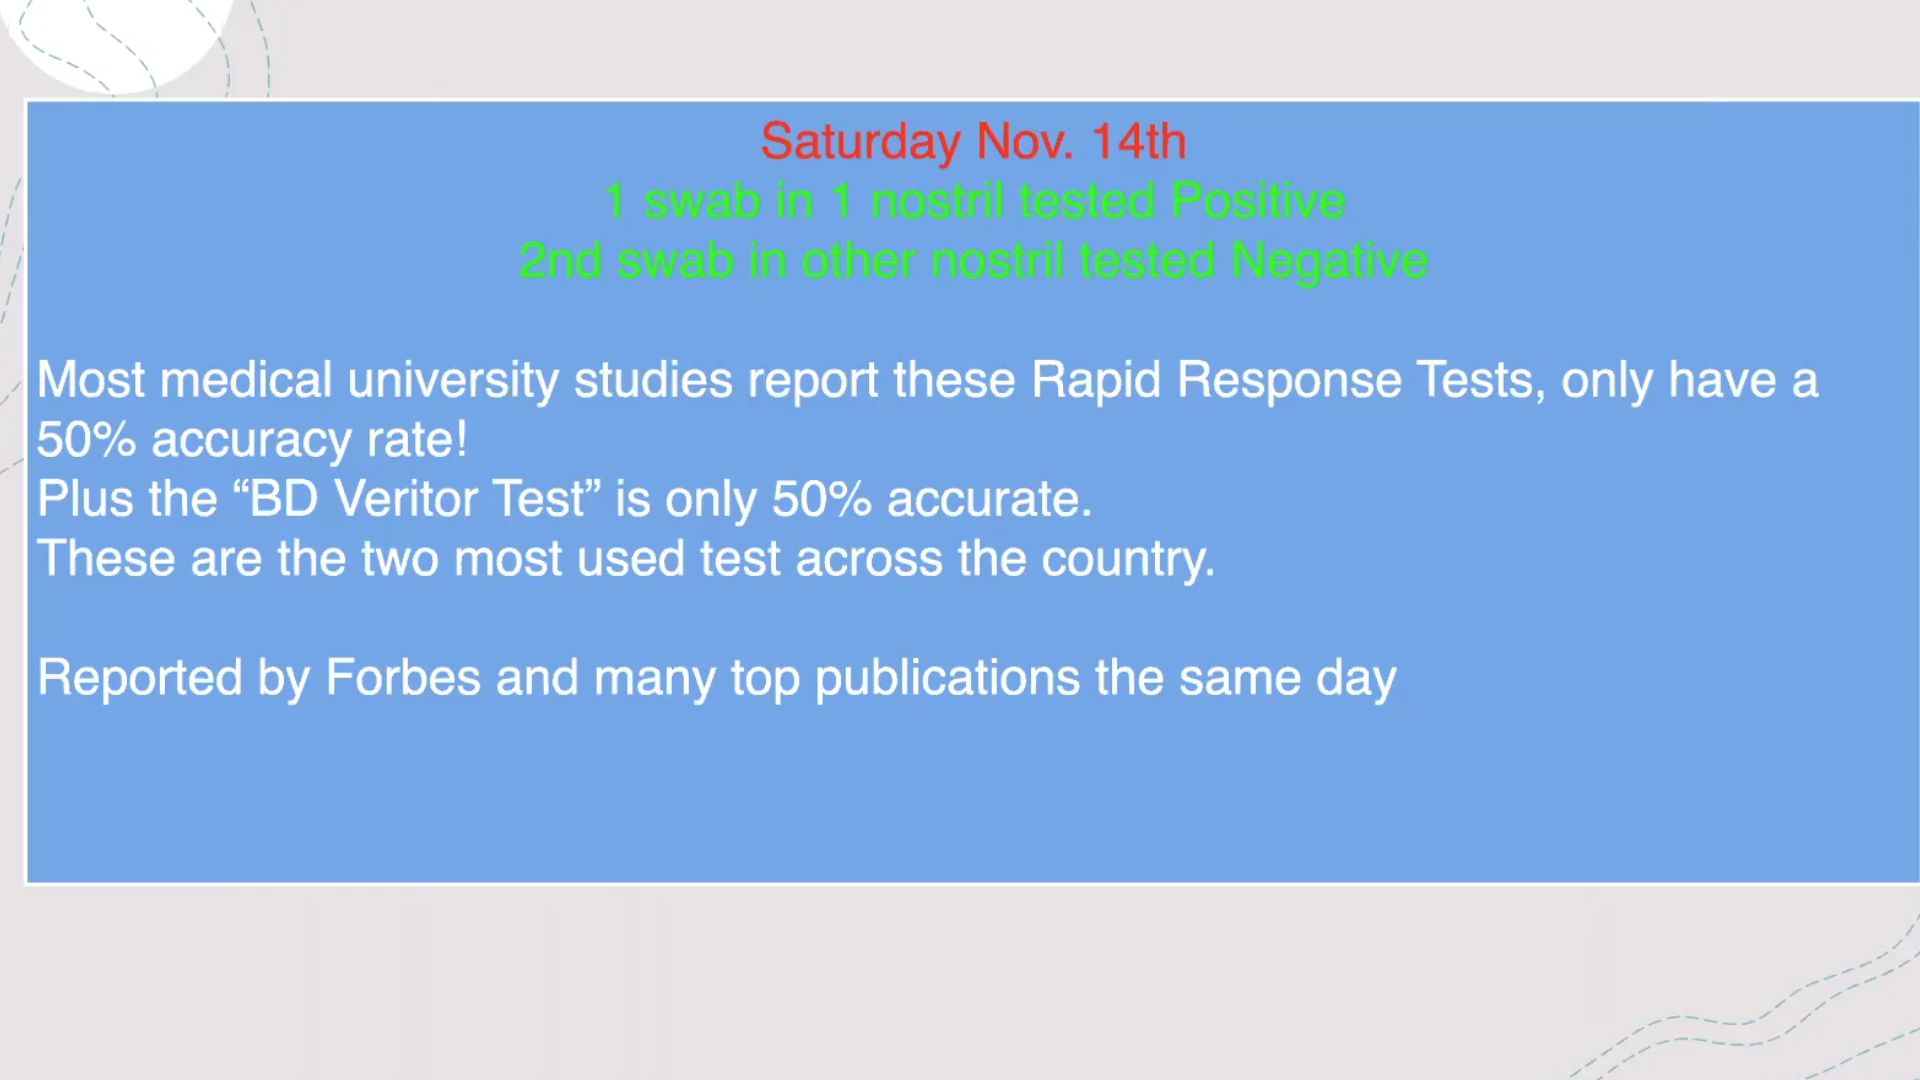 Saturday Nov. 14th
1 swab in 1 nostril tested Positive
2nd swab in other nostril tested Negative
Most medical university studies report these Rapid Response Tests, only have a
50% accuracy rate!
Plus the “BD Veritor Test” is only 50% accurate.
These are the two most used test across the country.
Reported by Forbes and many top publications the same day